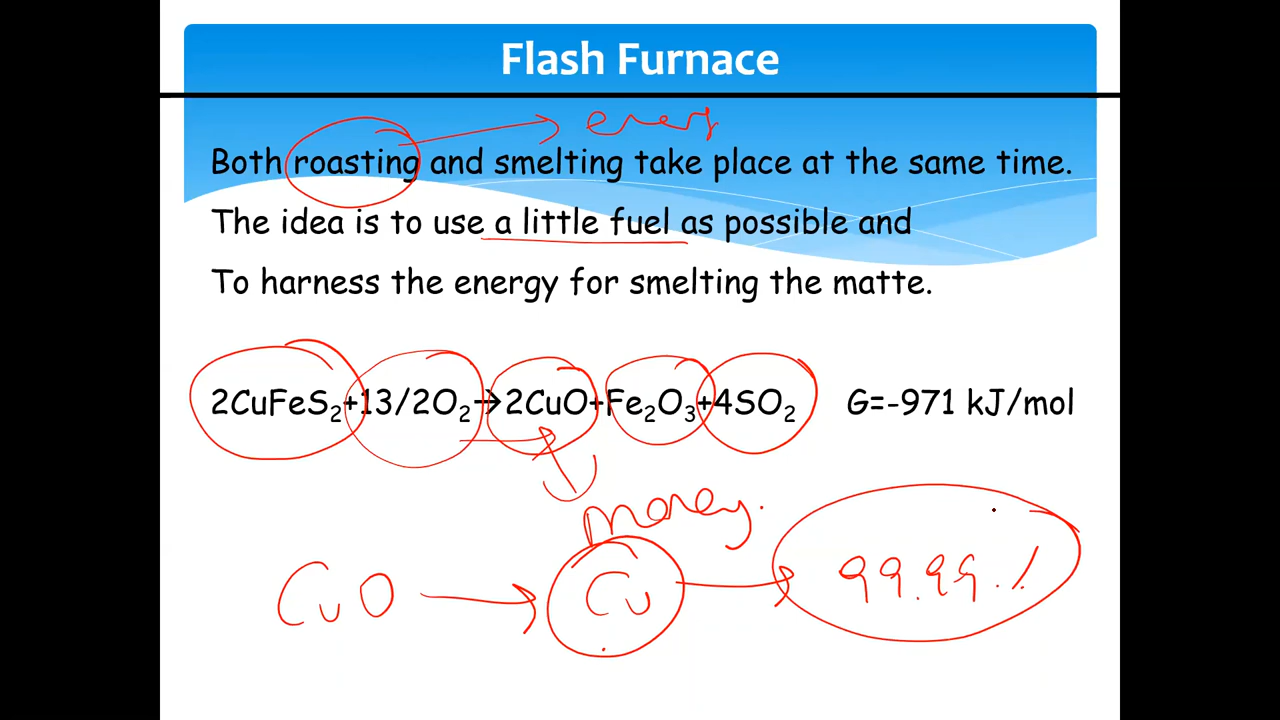 Flash Furnace
energy
Both roasting and smelting take place at the same time.
The idea is to use a little fuel as possible and
To harness the energy for smelting the matte.
2CuFeS₂+13/2O₂→2CuO+Fe₂O₃+4SO₂ G=-971 kJ/mol
money.
CuO → Cu → 99.99%